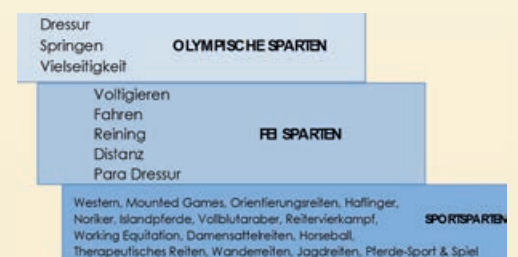 Dressur
Springen OLYMPISCHE SPARTEN
Vielseitigkeit
Voltigieren
Fahren
Reining FEI SPARTEN
Distanz
Para Dressur
Western, Mounted Games, Orientierungsreiten, Haflinger,
Noriker, Islandpferde, Vollblutaraber, Reitervierkampf, SPORTSPARTEN
Working Equitation, Damensattelreiten, Horseball,
Therapeutisches Reiten, Wanderreiten, Jagdreiten, Pferde-Sport & Spiel